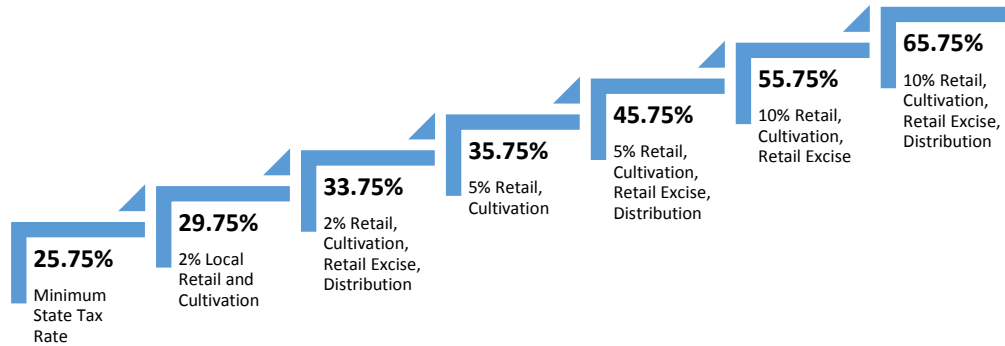 25.75%
Minimum
State Tax
Rate
29.75%
2% Local
Retail and
Cultivation
33.75%
2% Retail,
Cultivation,
Retail Excise,
Distribution
35.75%
5% Retail,
Cultivation
45.75%
5% Retail,
Cultivation,
Retail Excise,
Distribution
55.75%
10% Retail,
Cultivation,
Retail Excise
65.75%
10% Retail,
Cultivation,
Retail Excise,
Distribution